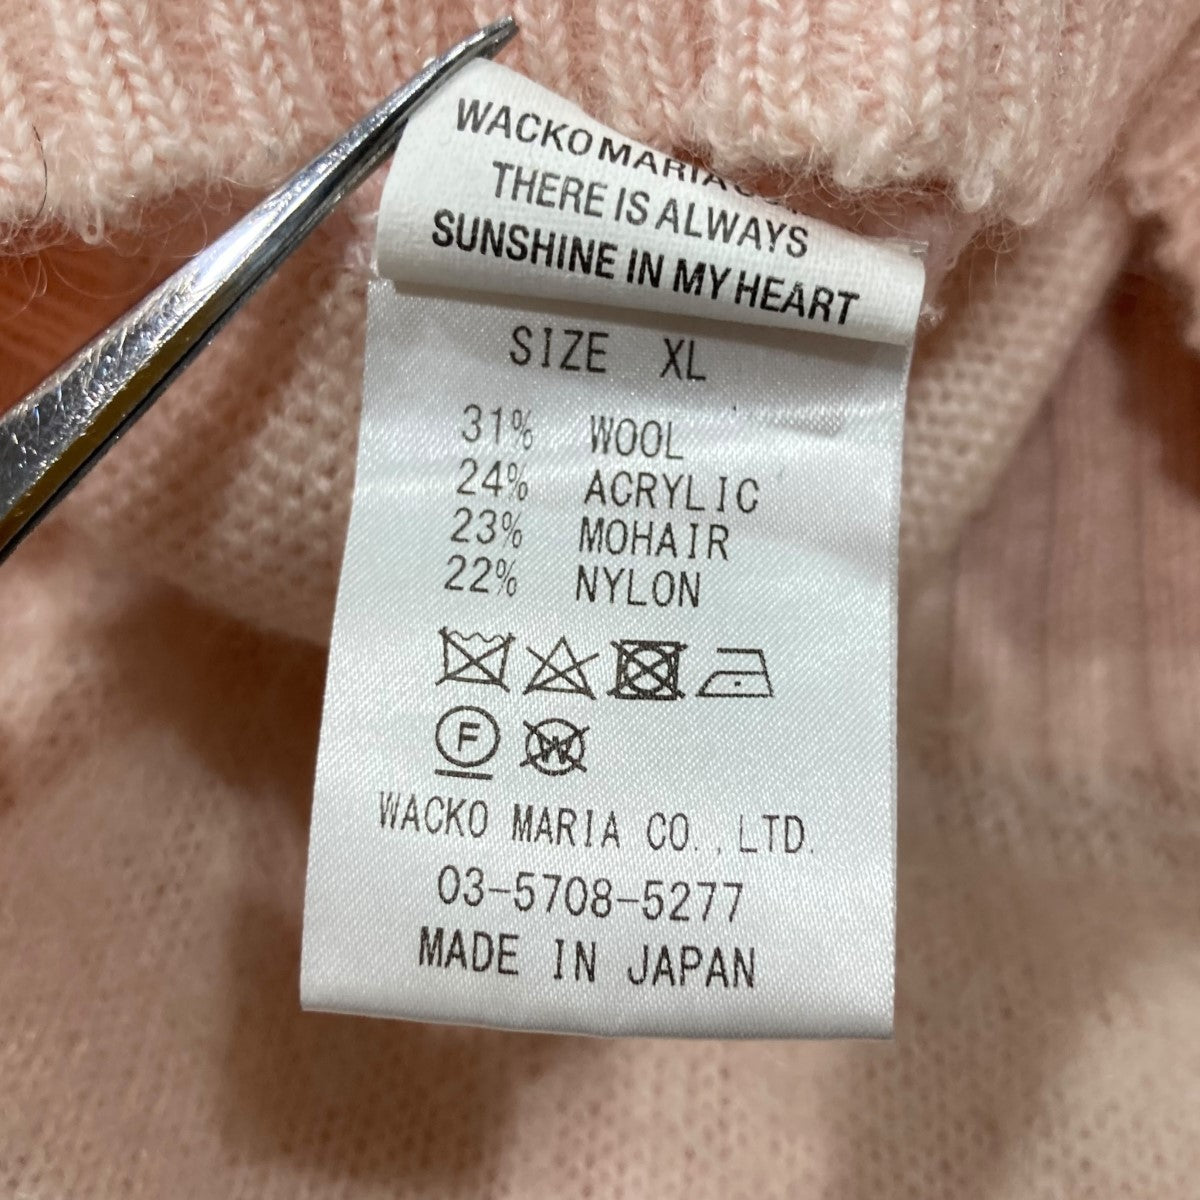 WACKO MARIA
THERE IS ALWAYS
SUNSHINE IN MY HEART
SIZE XL
31% WOOL
24% ACRYLIC
23% MOHAIR
22% NYLON
F W
WACKO MARIA CO., LTD.
03-5708-5277
MADE IN JAPAN